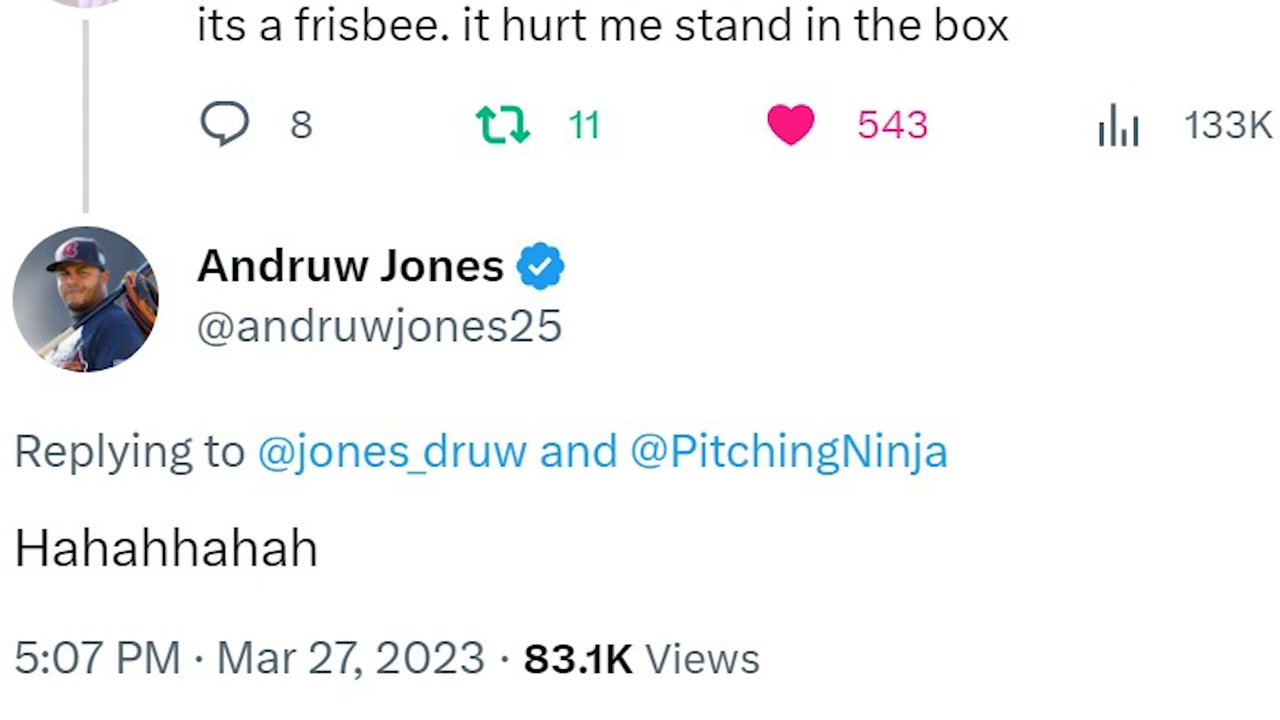 its a frisbee. it hurt me stand in the box
8 11 543 133K
Andruw Jones
@andruwjones25
Replying to @jones_druw and @PitchingNinja
Hahahhahah
5:07 PM · Mar 27, 2023 · 83.1K Views